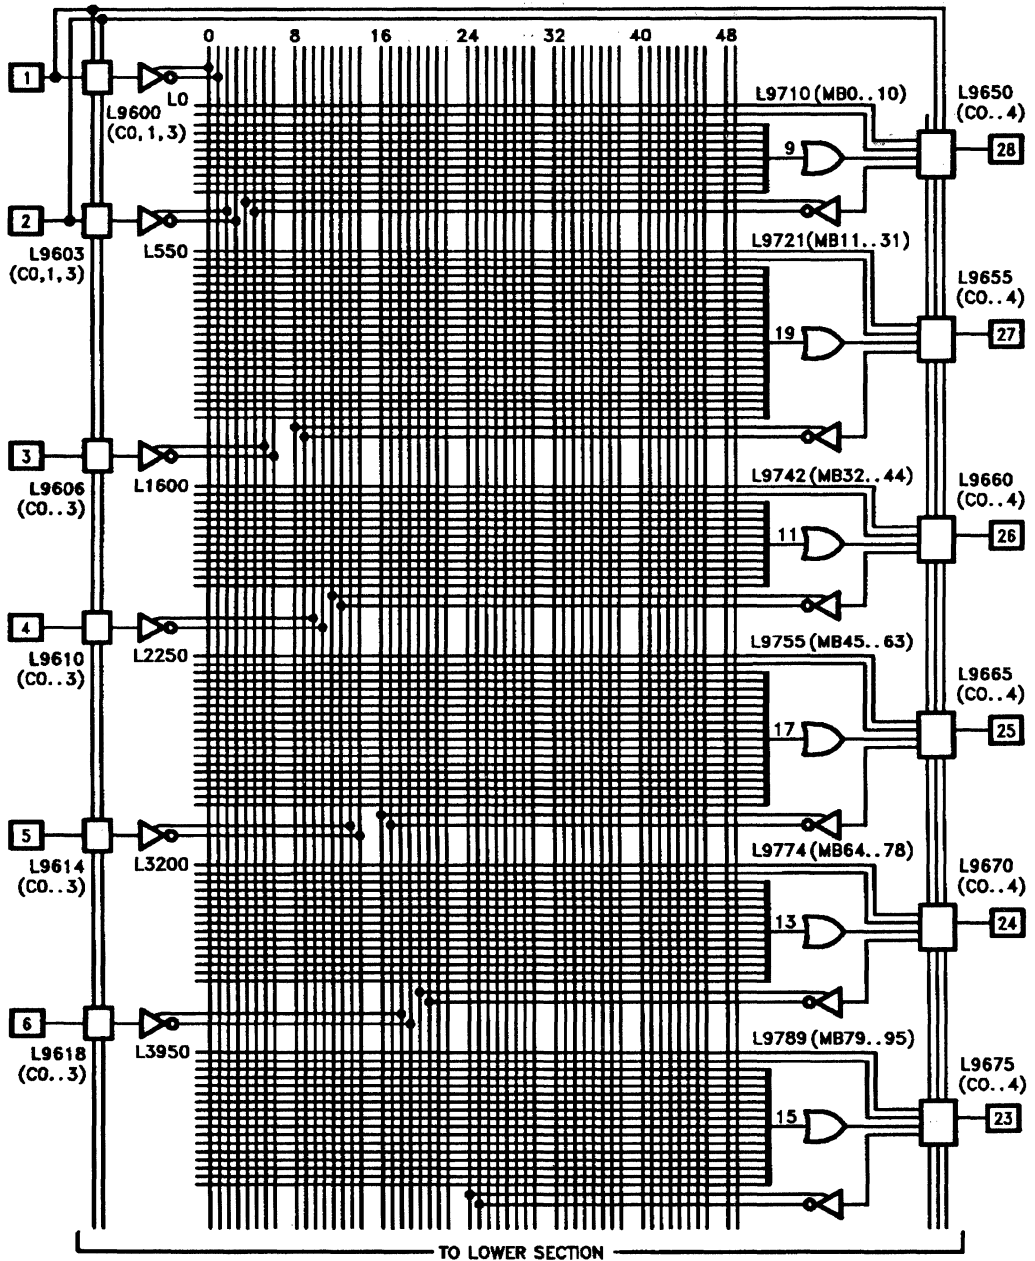 0 8 16 24 32 40 48
1
L0
L9600
(C0,1,3)
L9710(MB0..10)
L9650
(C0..4)
9
28
2
L9603
(C0,1,3)
L550
L9721(MB11..31)
L9655
(C0..4)
19
27
3
L9606
(C0..3)
L1600
L9742(MB32..44)
L9660
(C0..4)
11
26
4
L9610
(C0..3)
L2250
L9755(MB45..63)
L9665
(C0..4)
17
25
5
L9614
(C0..3)
L3200
L9774(MB64..78)
L9670
(C0..4)
13
24
6
L9618
(C0..3)
L3950
L9789(MB79..95)
L9675
(C0..4)
15
23
TO LOWER SECTION